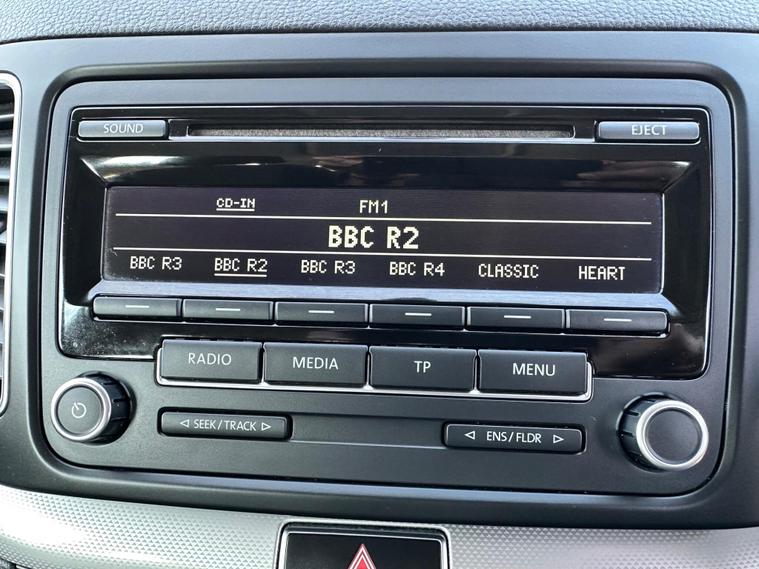 SOUND EJECT
CD-IN FM1
BBC R2
BBC R3 BBC R2 BBC R3 BBC R4 CLASSIC HEART
RADIO MEDIA TP MENU
SEEK/TRACK ENS/FLDR